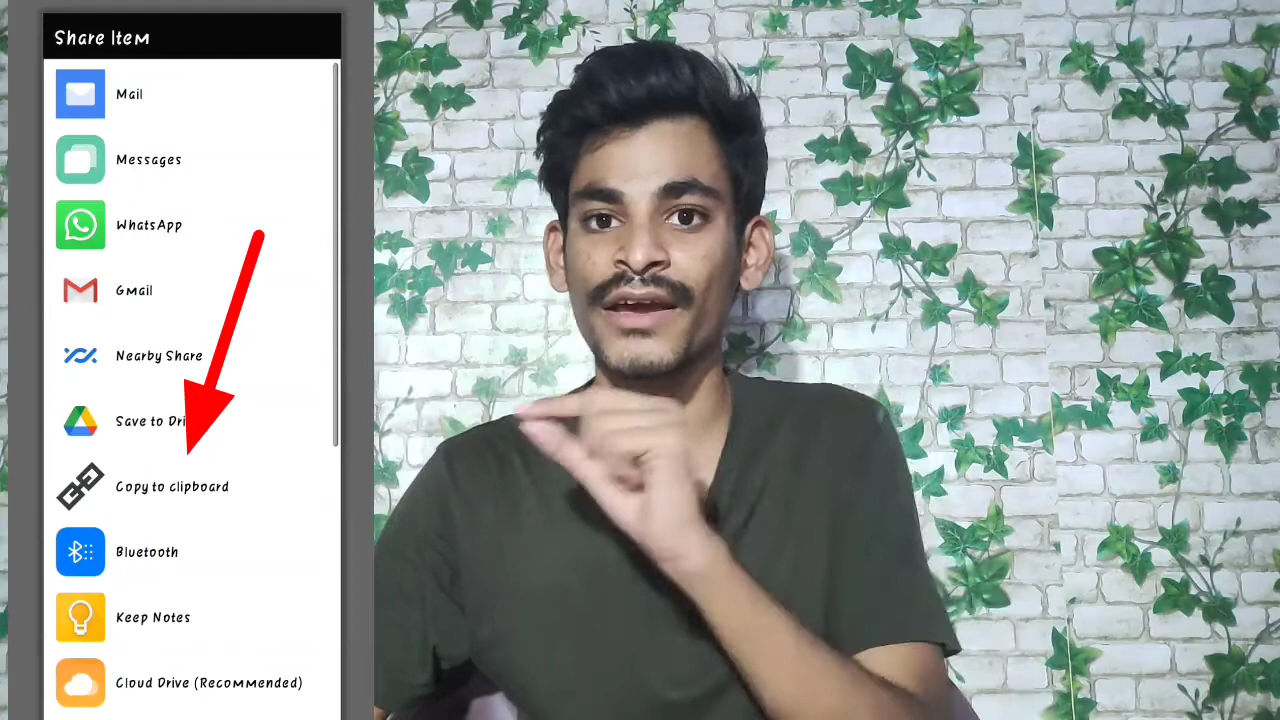 Share Item
Mail
Messages
WhatsApp
Gmail
Nearby Share
Save to
Copy to clipboard
Bluetooth
Keep Notes
Cloud Drive (Recommended)